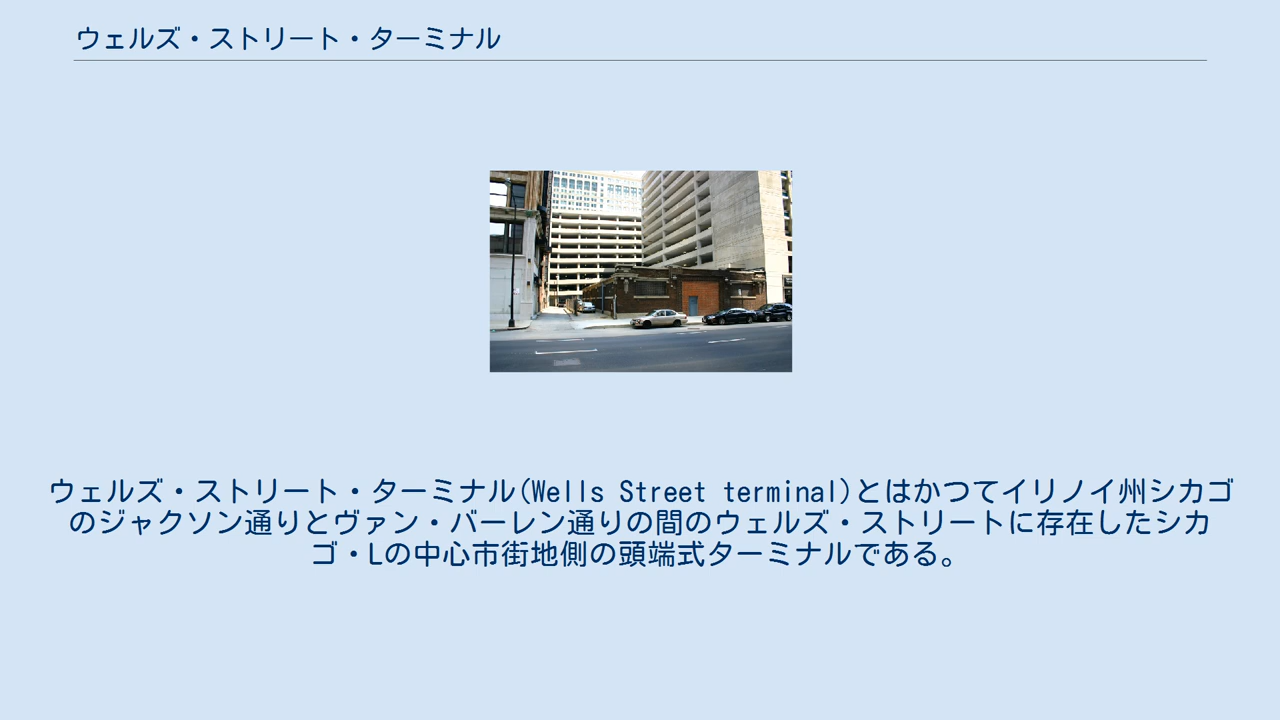 ウェルズ・ストリート・ターミナル
ウェルズ・ストリート・ターミナル(Wells Street terminal)とはかつてイリノイ州シカゴ
のジャクソン通りとヴァン・バーレン通りの間のウェルズ・ストリートに存在したシカ
ゴ・Lの中心市街地側の頭端式ターミナルである。